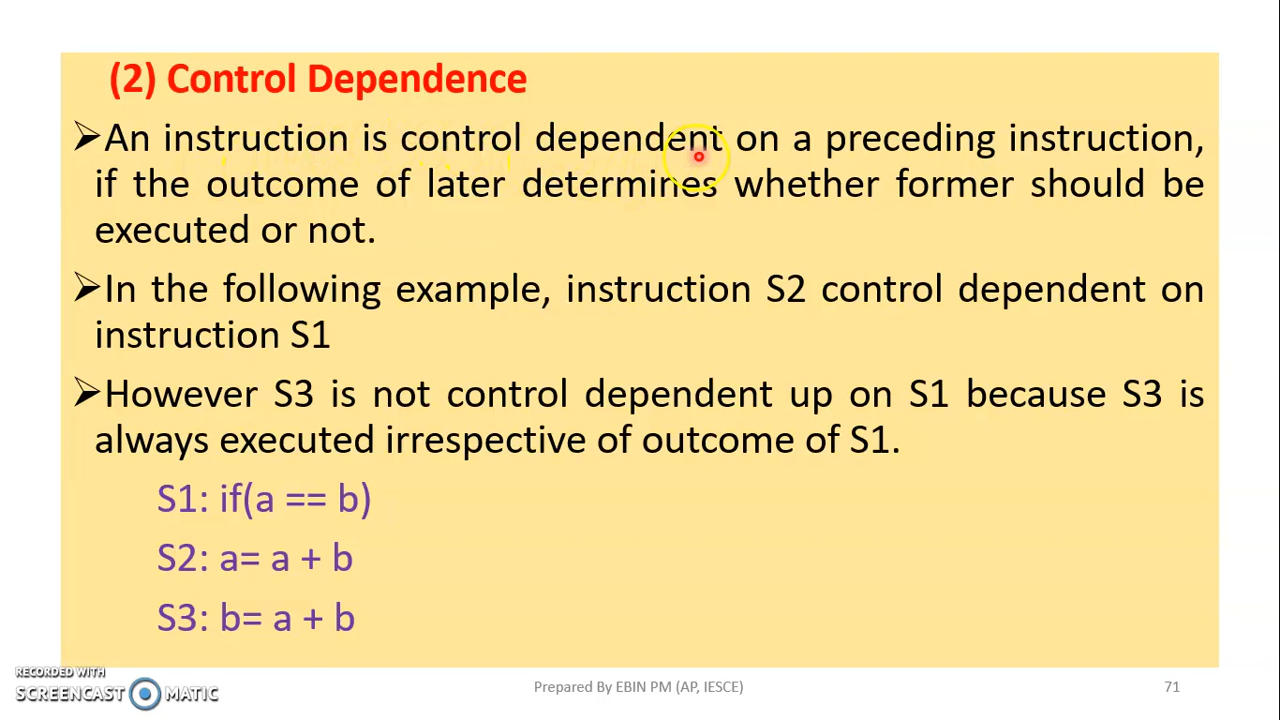 (2) Control Dependence
➢An instruction is control dependent on a preceding instruction,
if the outcome of later determines whether former should be
executed or not.
➢In the following example, instruction S2 control dependent on
instruction S1
➢However S3 is not control dependent up on S1 because S3 is
always executed irrespective of outcome of S1.
S1: if(a == b)
S2: a= a + b
S3: b= a + b
RECORDED WITH
SCREENCAST MATIC
Prepared By EBIN PM (AP, IESCE)
71